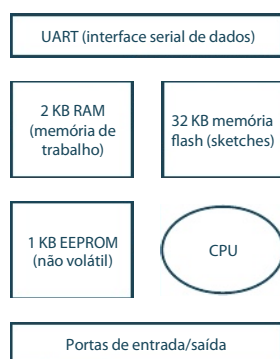 UART (interface serial de dados)
2 KB RAM
(memória de
trabalho)
32 KB memória
flash (sketches)
1 KB EEPROM
(não volátil)
CPU
Portas de entrada/saída